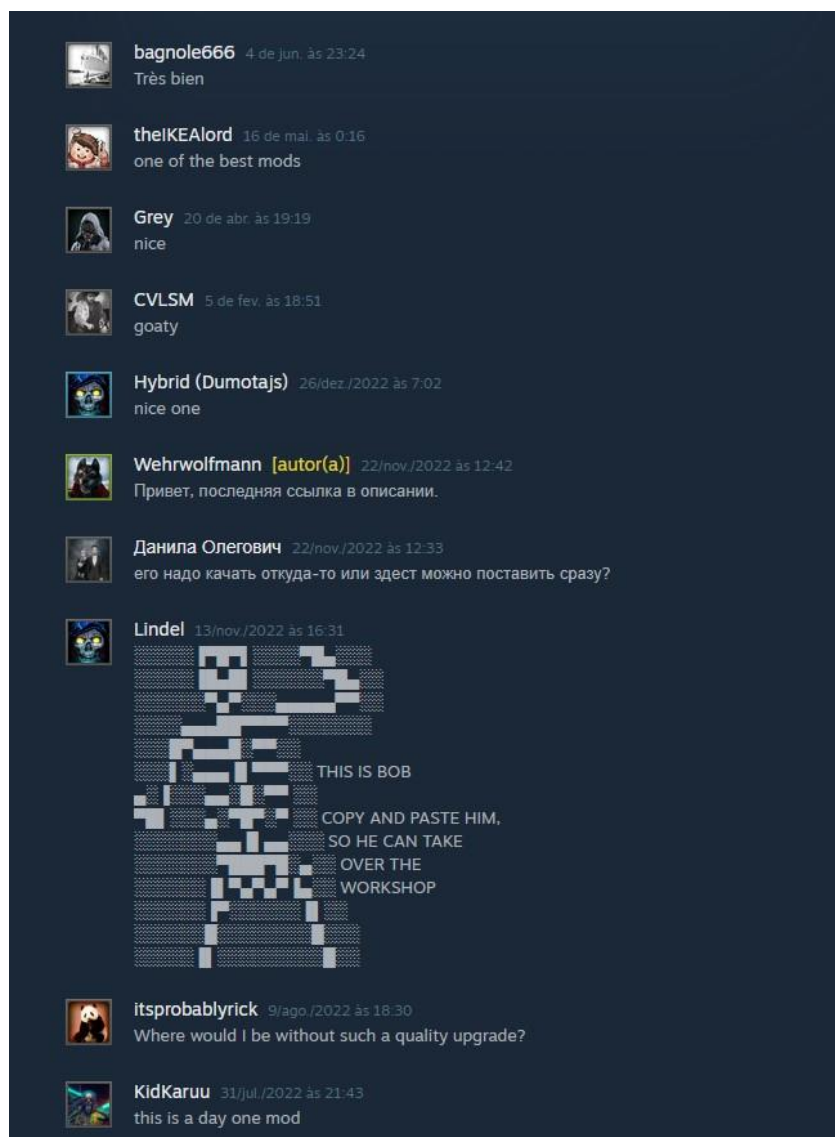 bagnole666 4 de jun. às 23:24
Très bien
theIKEAlord 16 de mai. às 0:16
one of the best mods
Grey 20 de abr. às 19:19
nice
CVLSM 5 de fev. às 18:51
goaty
Hybrid (Dumotajs) 26/dez./2022 às 7:02
nice one
Wehrwolfmann [autor(a)] 22/nov./2022 às 12:42
Привет, последняя ссылка в описании.
Данила Олегович 22/nov./2022 às 12:33
его надо качать откуда-то или здест можно поставить сразу?
Lindel 13/nov./2022 às 16:31
THIS IS BOB
COPY AND PASTE HIM,
SO HE CAN TAKE
OVER THE
WORKSHOP
itsprobablyrick 9/ago./2022 às 18:30
Where would I be without such a quality upgrade?
KidKaruu 31/jul./2022 às 21:43
this is a day one mod